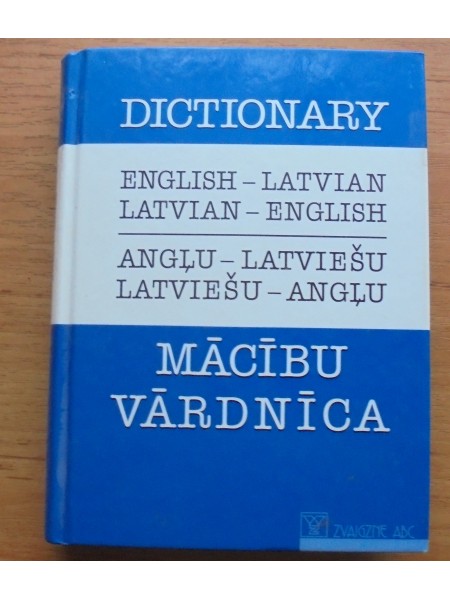 DICTIONARY
ENGLISH – LATVIAN
LATVIAN – ENGLISH
ANGĻU – LATVIEŠU
LATVIEŠU – ANGĻU
MĀCĪBU
VĀRDNĪCA
ZVAIGZNE ABC